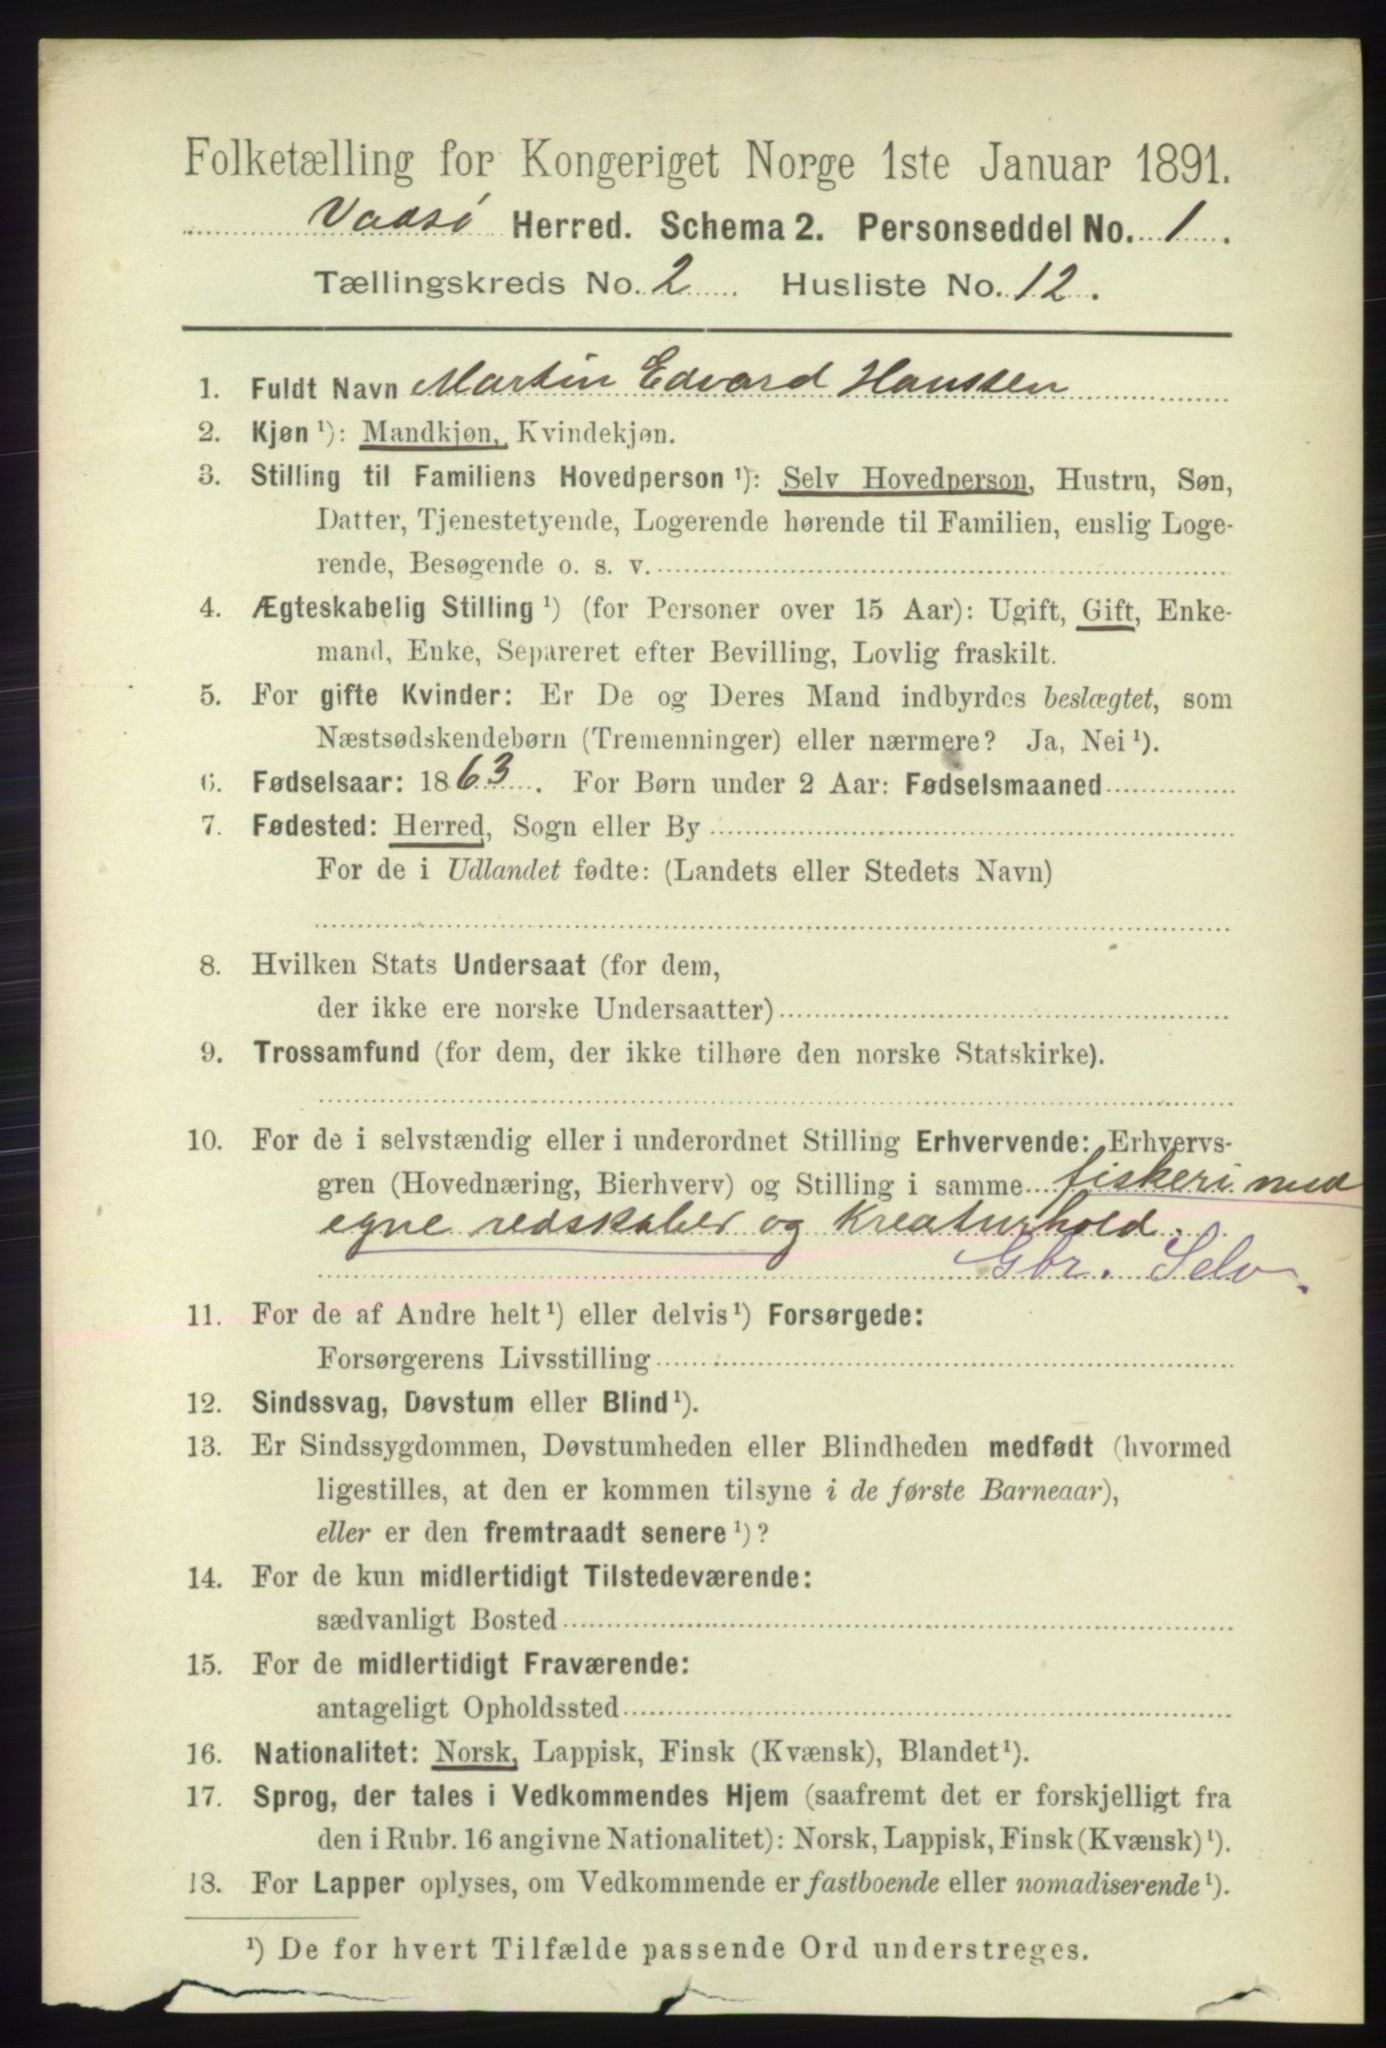 Folketælling for Kongeriget Norge 1ste Januar 1891.
Vadsø Herred. Schema 2. Personseddel No. 1.
Tællingskreds No. 2 Husliste No. 12.
1. Fuldt Navn Martin Edvard Hanssen
2. Kjøn ¹): Mandkjøn, Kvindekjøn.
3. Stilling til Familiens Hovedperson ¹): Selv Hovedperson, Hustru, Søn,
Datter, Tjenestetyende, Logerende hørende til Familien, enslig Loge-
rende, Besøgende o. s. v.
4. Ægteskabelig Stilling ¹) (for Personer over 15 Aar): Ugift, Gift, Enke-
mand, Enke, Separeret efter Bevilling, Lovlig fraskilt.
5. For gifte Kvinder: Er De og Deres Mand indbyrdes beslægtet, som
Næstsødskendebørn (Tremenninger) eller nærmere? Ja, Nei ¹).
6. Fødselsaar: 1863. For Børn under 2 Aar: Fødselsmaaned
7. Fødested: Herred, Sogn eller By
For de i Udlandet fødte: (Landets eller Stedets Navn)
8. Hvilken Stats Undersaat (for dem,
der ikke ere norske Undersaatter)
9. Trossamfund (for dem, der ikke tilhøre den norske Statskirke).
10. For de i selvstændig eller i underordnet Stilling Erhvervende: Erhvervs-
gren (Hovednæring, Bierhverv) og Stilling i samme fiskeri med
egne redskaber og Kreaturhold.
Gbr. Selv.
11. For de af Andre helt ¹) eller delvis ¹) Forsørgede:
Forsørgerens Livsstilling
12. Sindssvag, Døvstum eller Blind ¹).
13. Er Sindssygdommen, Døvstumheden eller Blindheden medfødt (hvormed
ligestilles, at den er kommen tilsyne i de første Barneaar),
eller er den fremtraadt senere ¹)?
14. For de kun midlertidigt Tilstedeværende:
sædvanligt Bosted
15. For de midlertidigt Fraværende:
antageligt Opholdssted
16. Nationalitet: Norsk, Lappisk, Finsk (Kvænsk), Blandet ¹).
17. Sprog, der tales i Vedkommendes Hjem (saafremt det er forskjelligt fra
den i Rubr. 16 angivne Nationalitet): Norsk, Lappisk, Finsk (Kvænsk) ¹).
18. For Lapper oplyses, om Vedkommende er fastboende eller nomadiserende ¹).
¹) De for hvert Tilfælde passende Ord understreges.